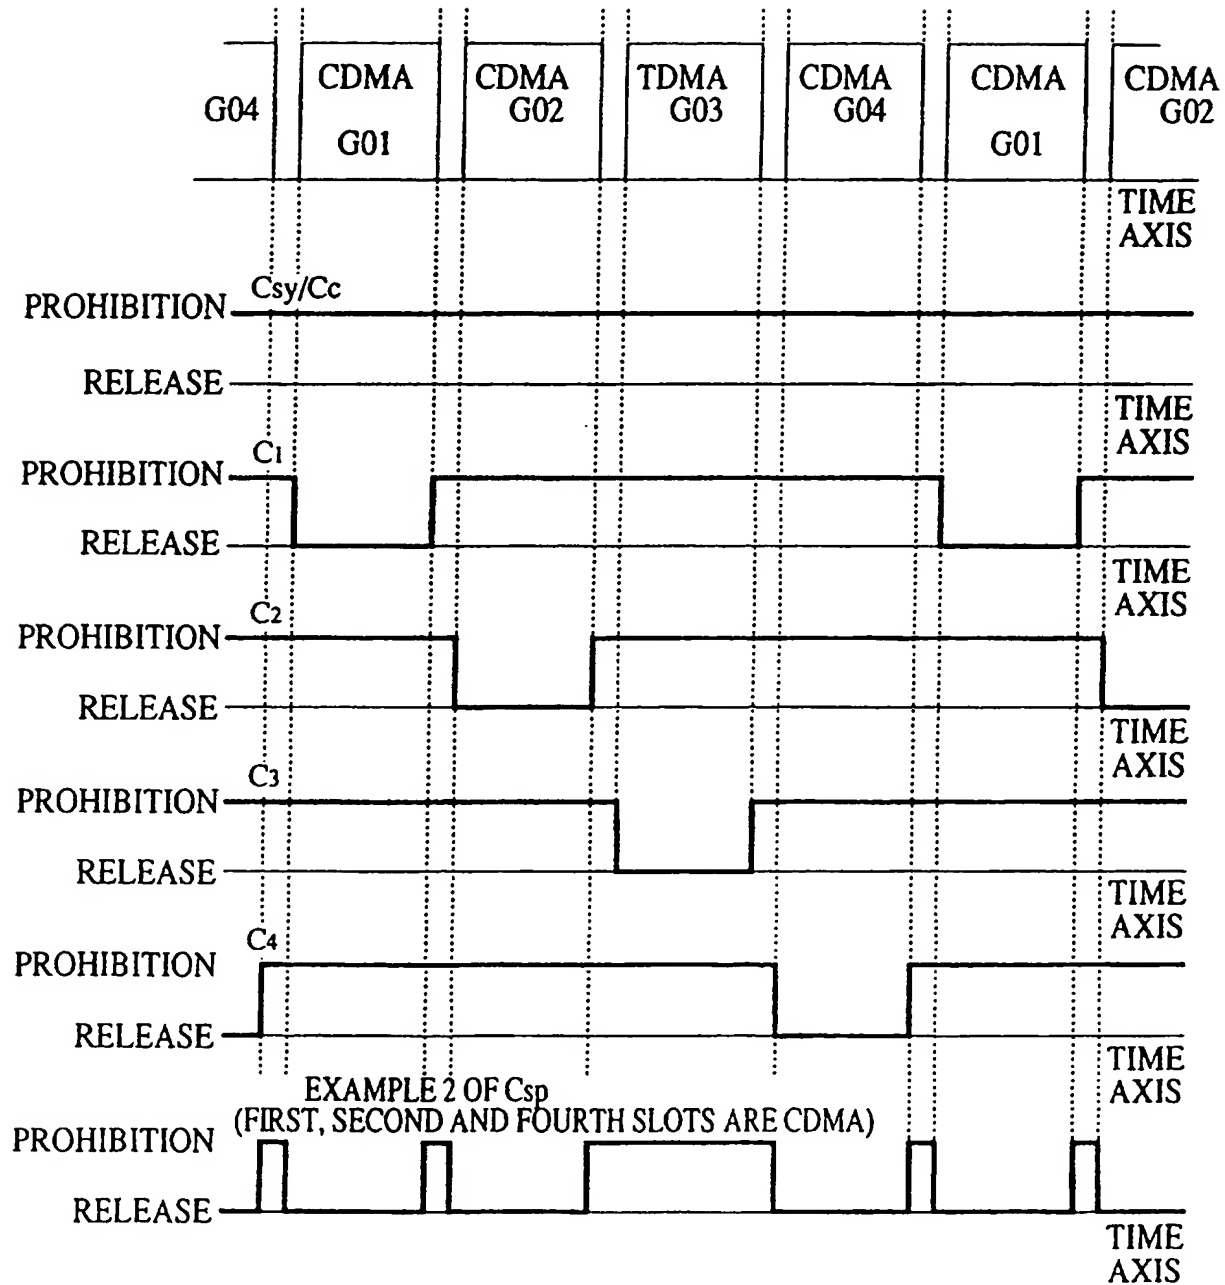 CDMA CDMA TDMA CDMA CDMA CDMA
G04 G02 G03 G04 G02
G01 G01
TIME
AXIS
Csy/Cc
PROHIBITION
RELEASE
TIME
AXIS
C1
PROHIBITION
RELEASE
TIME
AXIS
C2
PROHIBITION
RELEASE
TIME
AXIS
C3
PROHIBITION
RELEASE
TIME
AXIS
C4
PROHIBITION
RELEASE
TIME
AXIS
EXAMPLE 2 OF Csp
(FIRST, SECOND AND FOURTH SLOTS ARE CDMA)
PROHIBITION
RELEASE
TIME
AXIS